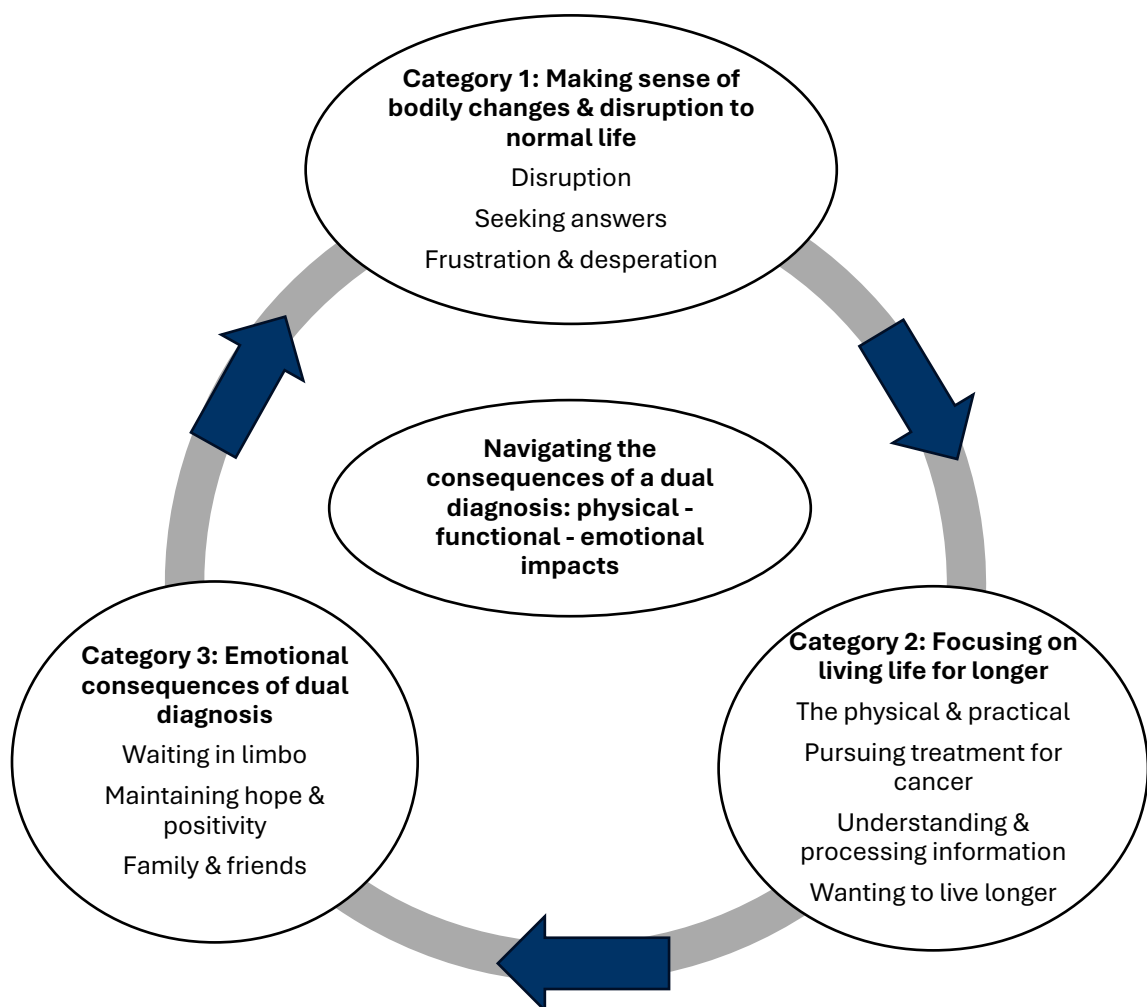 Category 1: Making sense of
bodily changes & disruption to
normal life
Disruption
Seeking answers
Frustration & desperation
Navigating the
consequences of a dual
diagnosis: physical -
functional - emotional
impacts
Category 3: Emotional
consequences of dual
diagnosis
Waiting in limbo
Maintaining hope &
positivity
Family & friends
Category 2: Focusing on
living life for longer
The physical & practical
Pursuing treatment for
cancer
Understanding &
processing information
Wanting to live longer